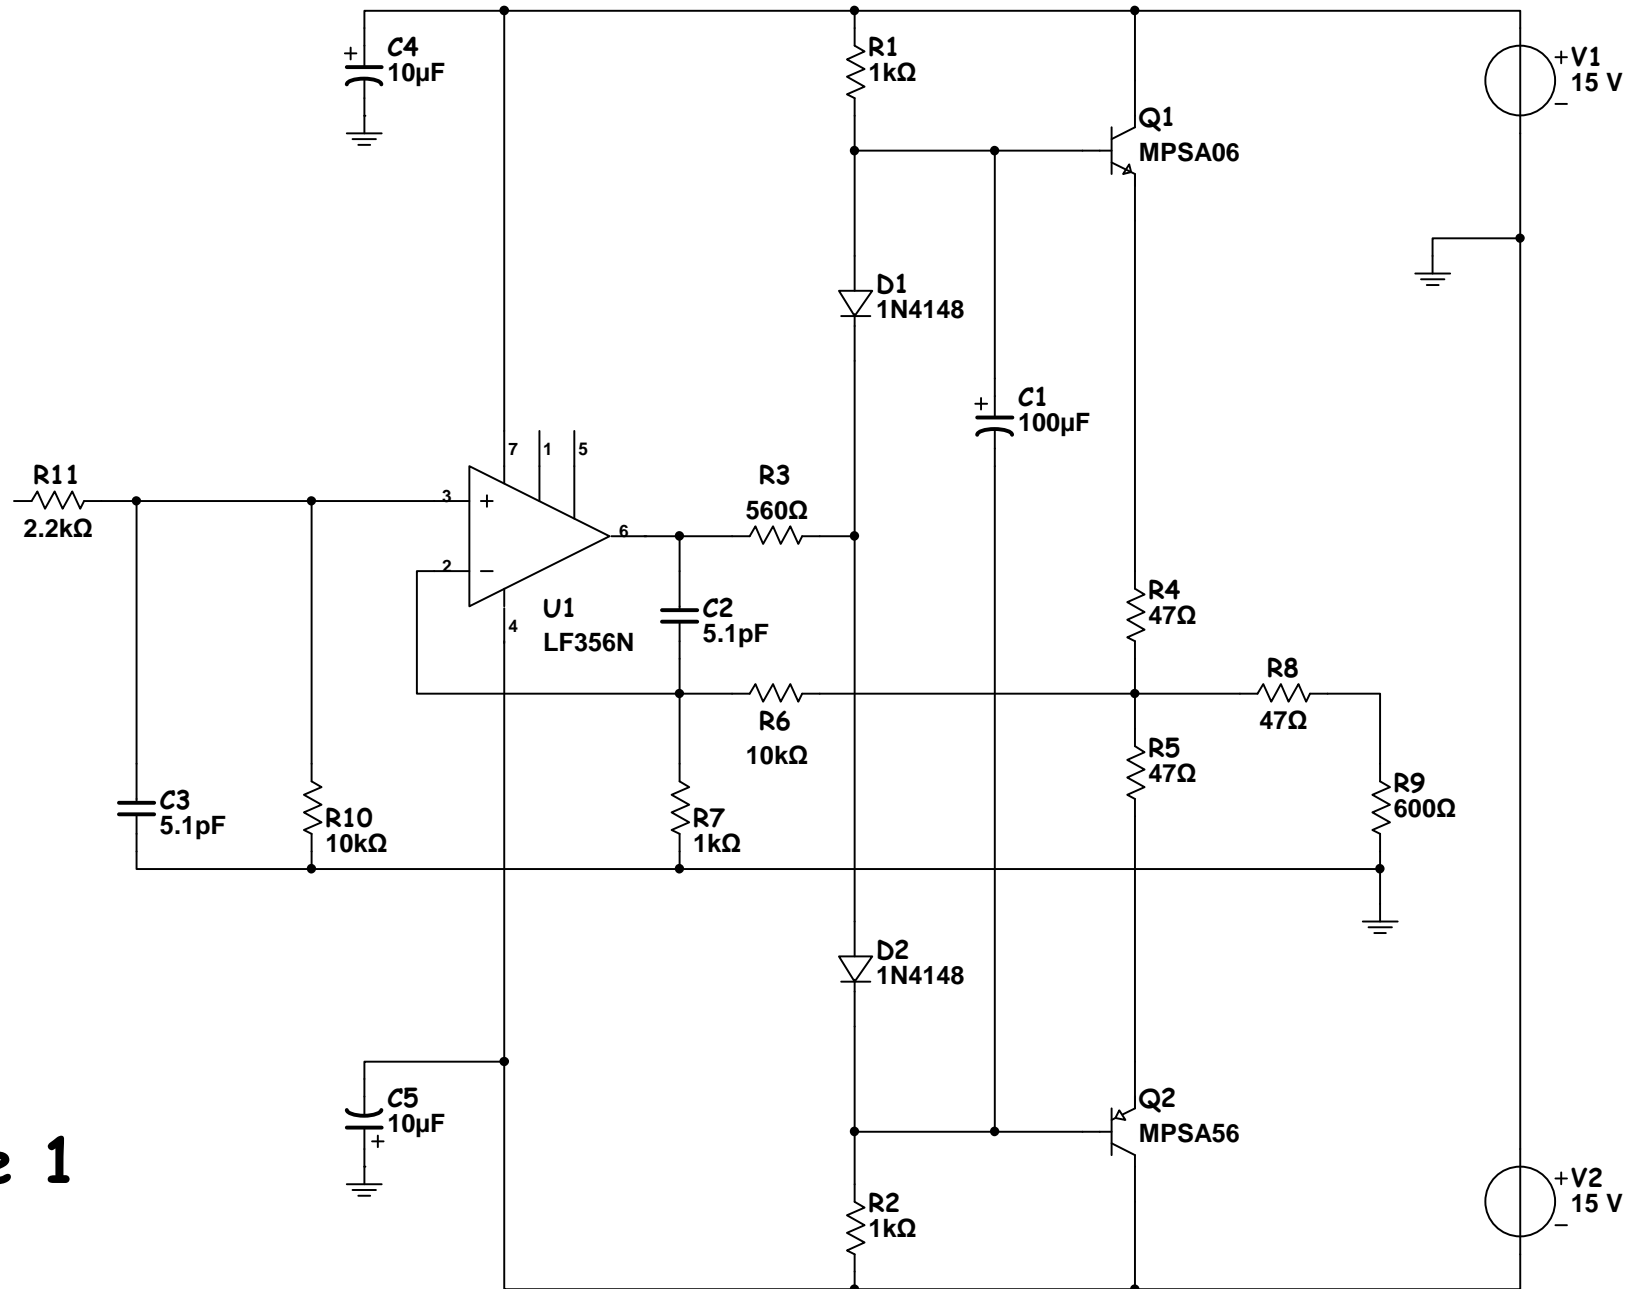 C4
10µF
+
R1
1kΩ
+V1
15 V
−
Q1
MPSA06
D1
1N4148
+
C1
100µF
7
1
5
R11
2.2kΩ
3
+
R3
560Ω
6
2
−
U1
LF356N
4
C2
5.1pF
R4
47Ω
R8
47Ω
R6
10kΩ
R5
47Ω
R9
600Ω
C3
5.1pF
R10
10kΩ
R7
1kΩ
D2
1N4148
C5
10µF
+
Q2
MPSA56
e 1
R2
1kΩ
+V2
15 V
−